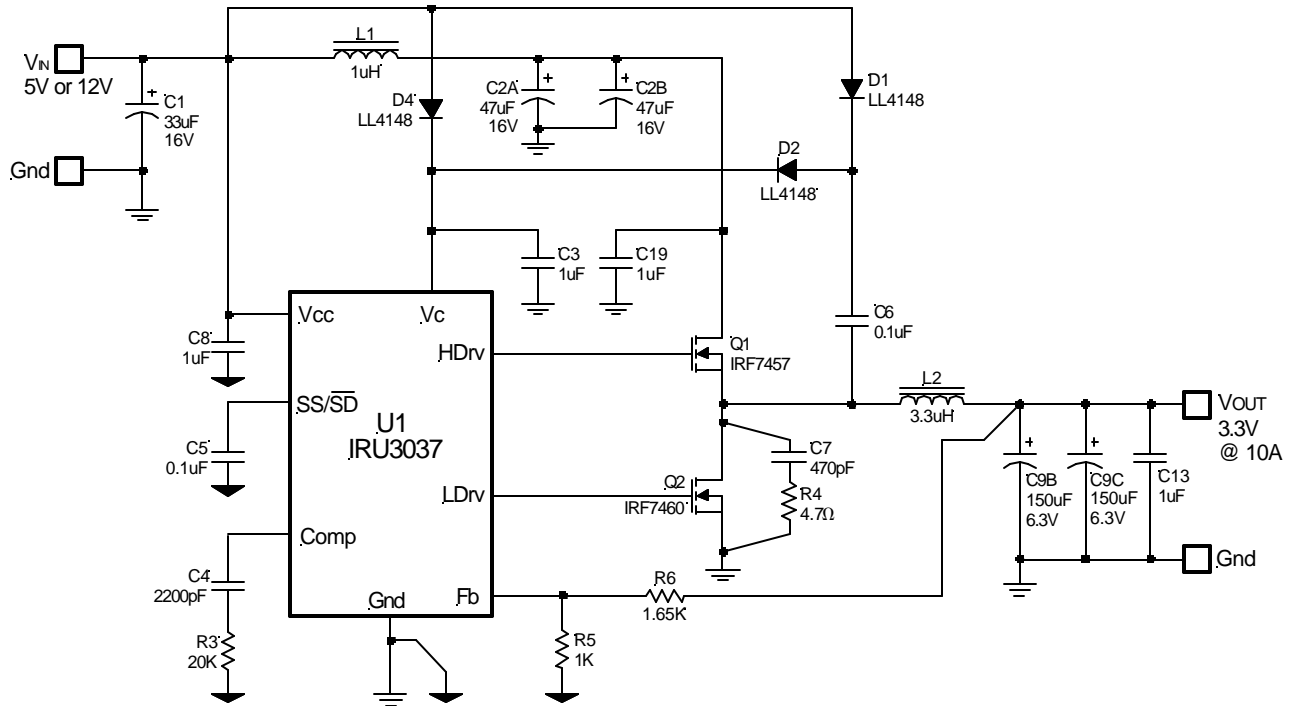 L1
1uH
VIN
5V or 12V
C1
33uF
16V
Gnd
D4
LL4148
C2A
47uF
16V
C2B
47uF
16V
D1
LL4148
D2
LL4148
C3
1uF
C19
1uF
C6
0.1uF
Vcc
Vc
C8
1uF
HDrv
Q1
IRF7457
SS/SD
U1
IRU3037
C5
0.1uF
L2
3.3uH
VOUT
3.3V
@ 10A
C7
470pF
R4
4.7Ω
LDrv
Q2
IRF7460
C9B
150uF
6.3V
C9C
150uF
6.3V
C13
1uF
Comp
C4
2200pF
Gnd
Fb
R6
1.65K
Gnd
R3
20K
R5
1K